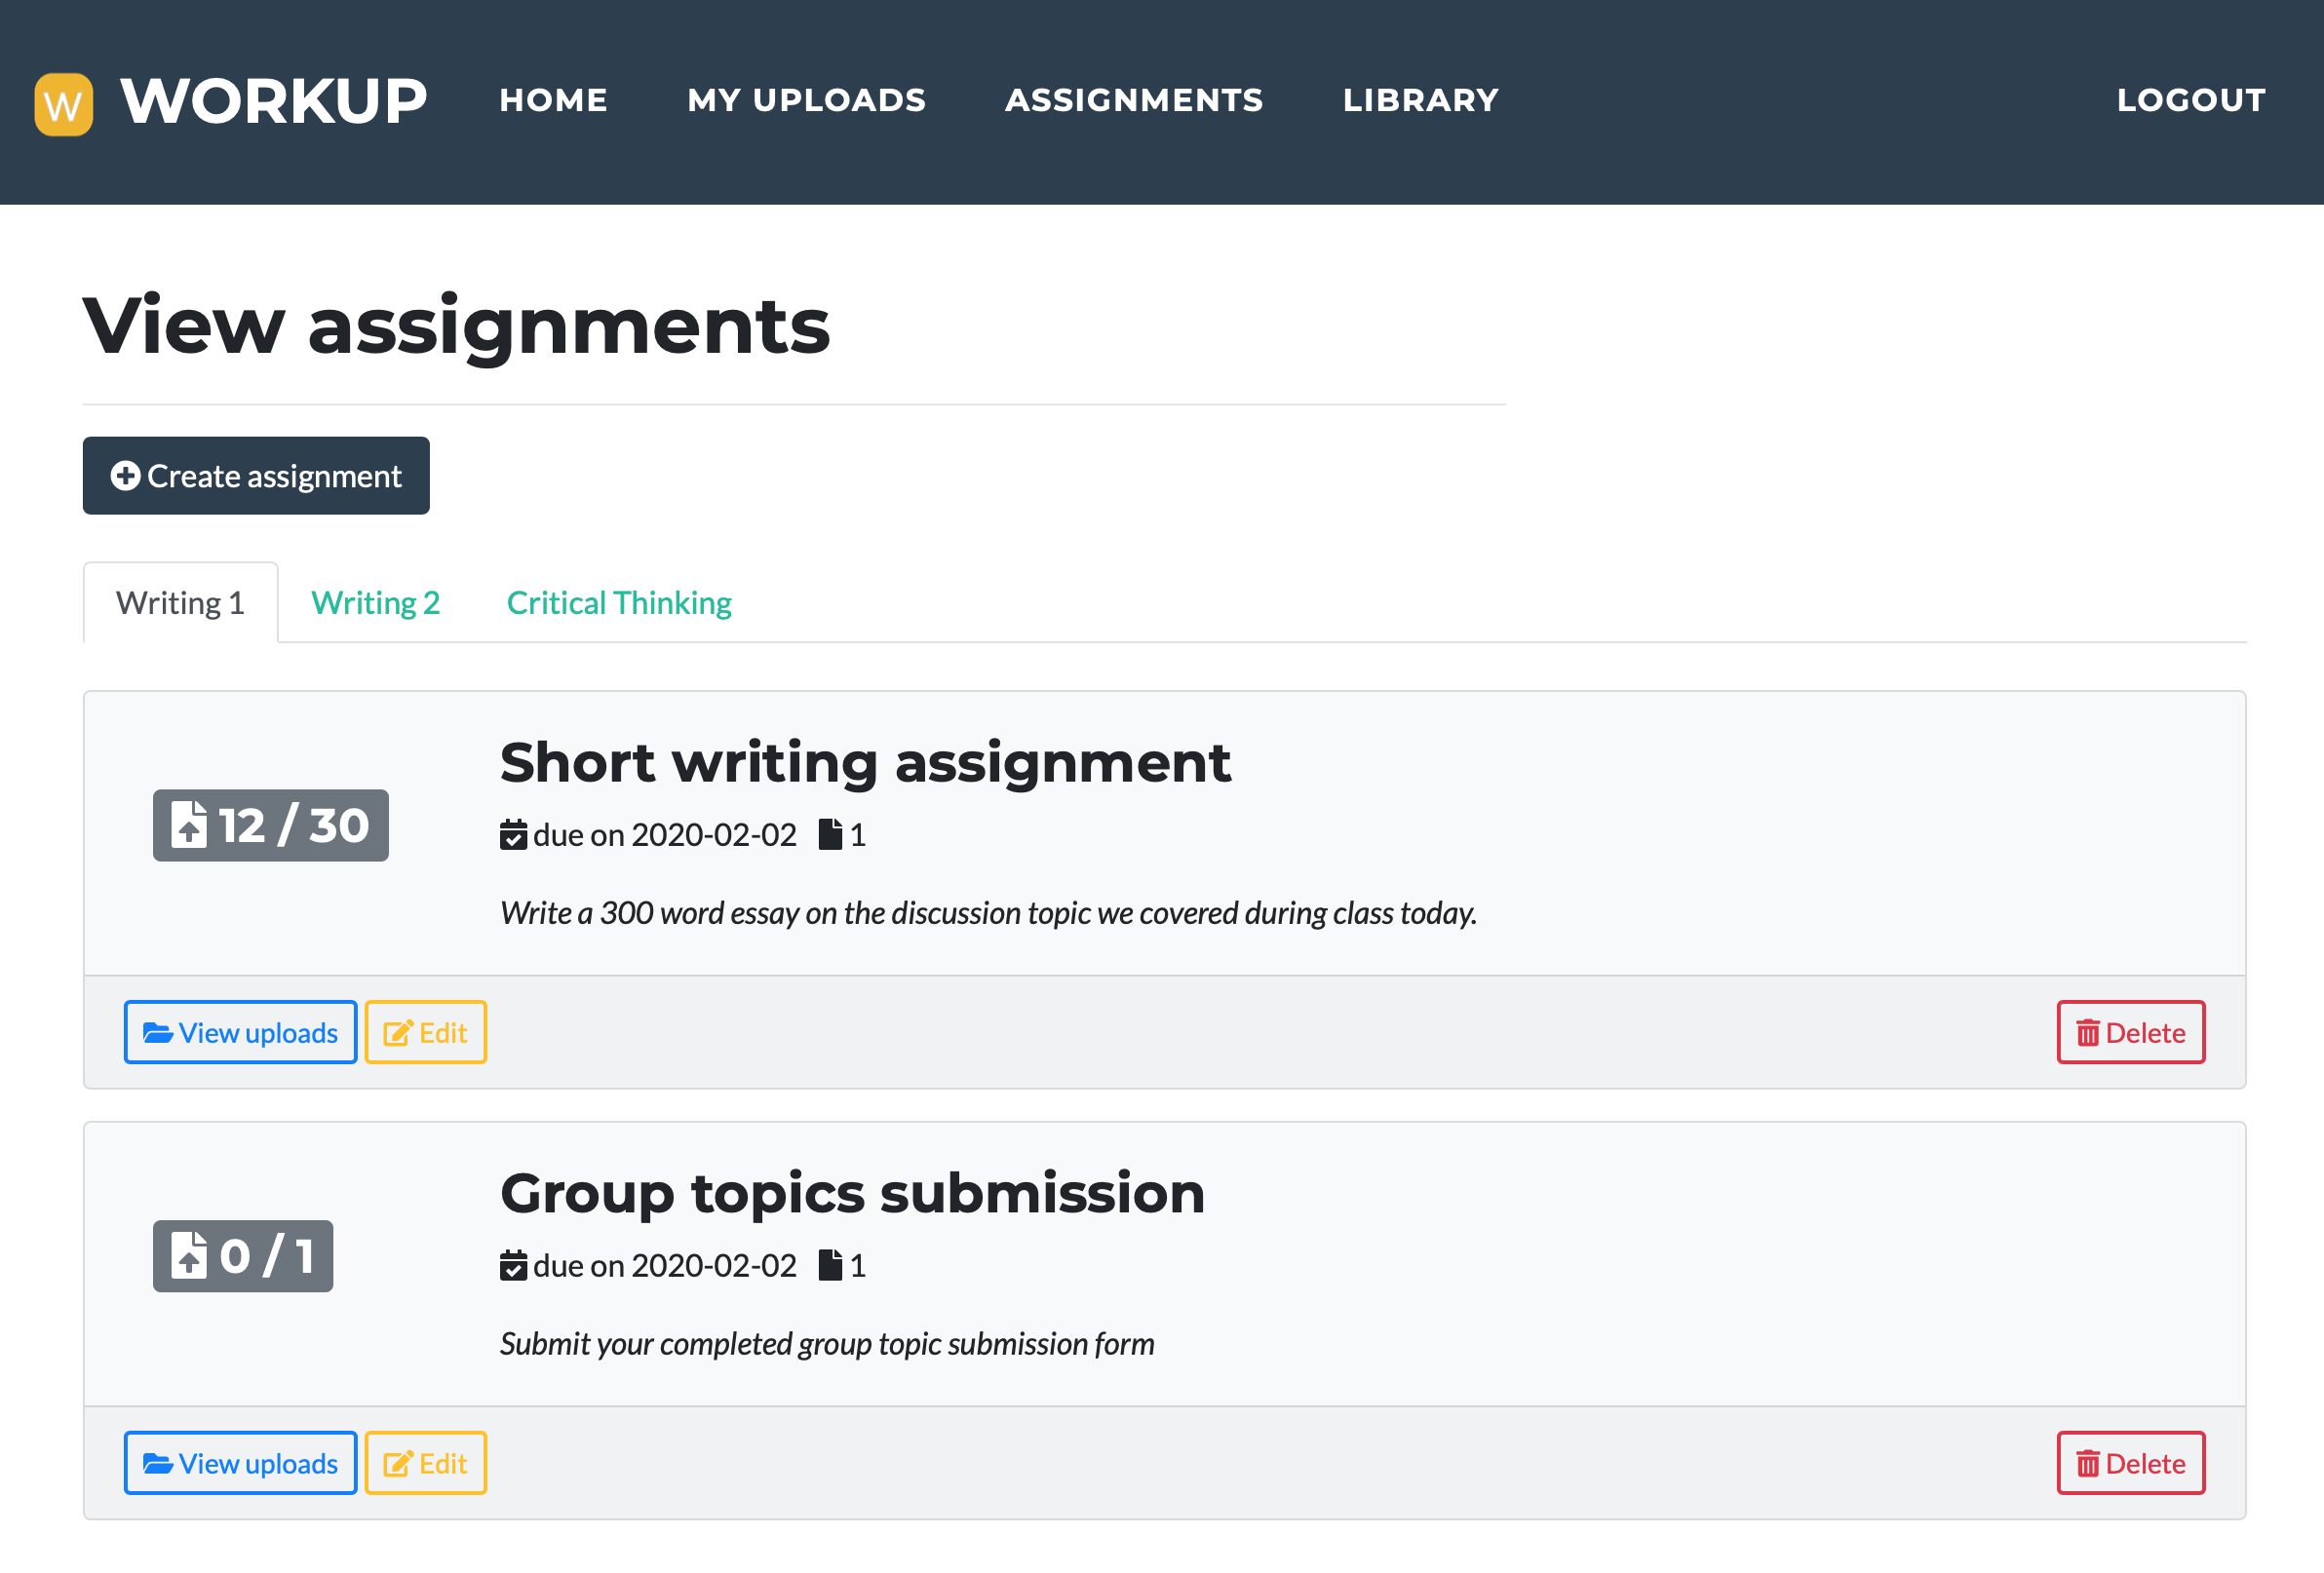 W WORKUP HOME MY UPLOADS ASSIGNMENTS LIBRARY LOGOUT
View assignments
Create assignment
Writing 1 Writing 2 Critical Thinking
Short writing assignment
12 / 30
due on 2020-02-02 1
Write a 300 word essay on the discussion topic we covered during class today.
View uploads Edit Delete
Group topics submission
0 / 1
due on 2020-02-02 1
Submit your completed group topic submission form
View uploads Edit Delete